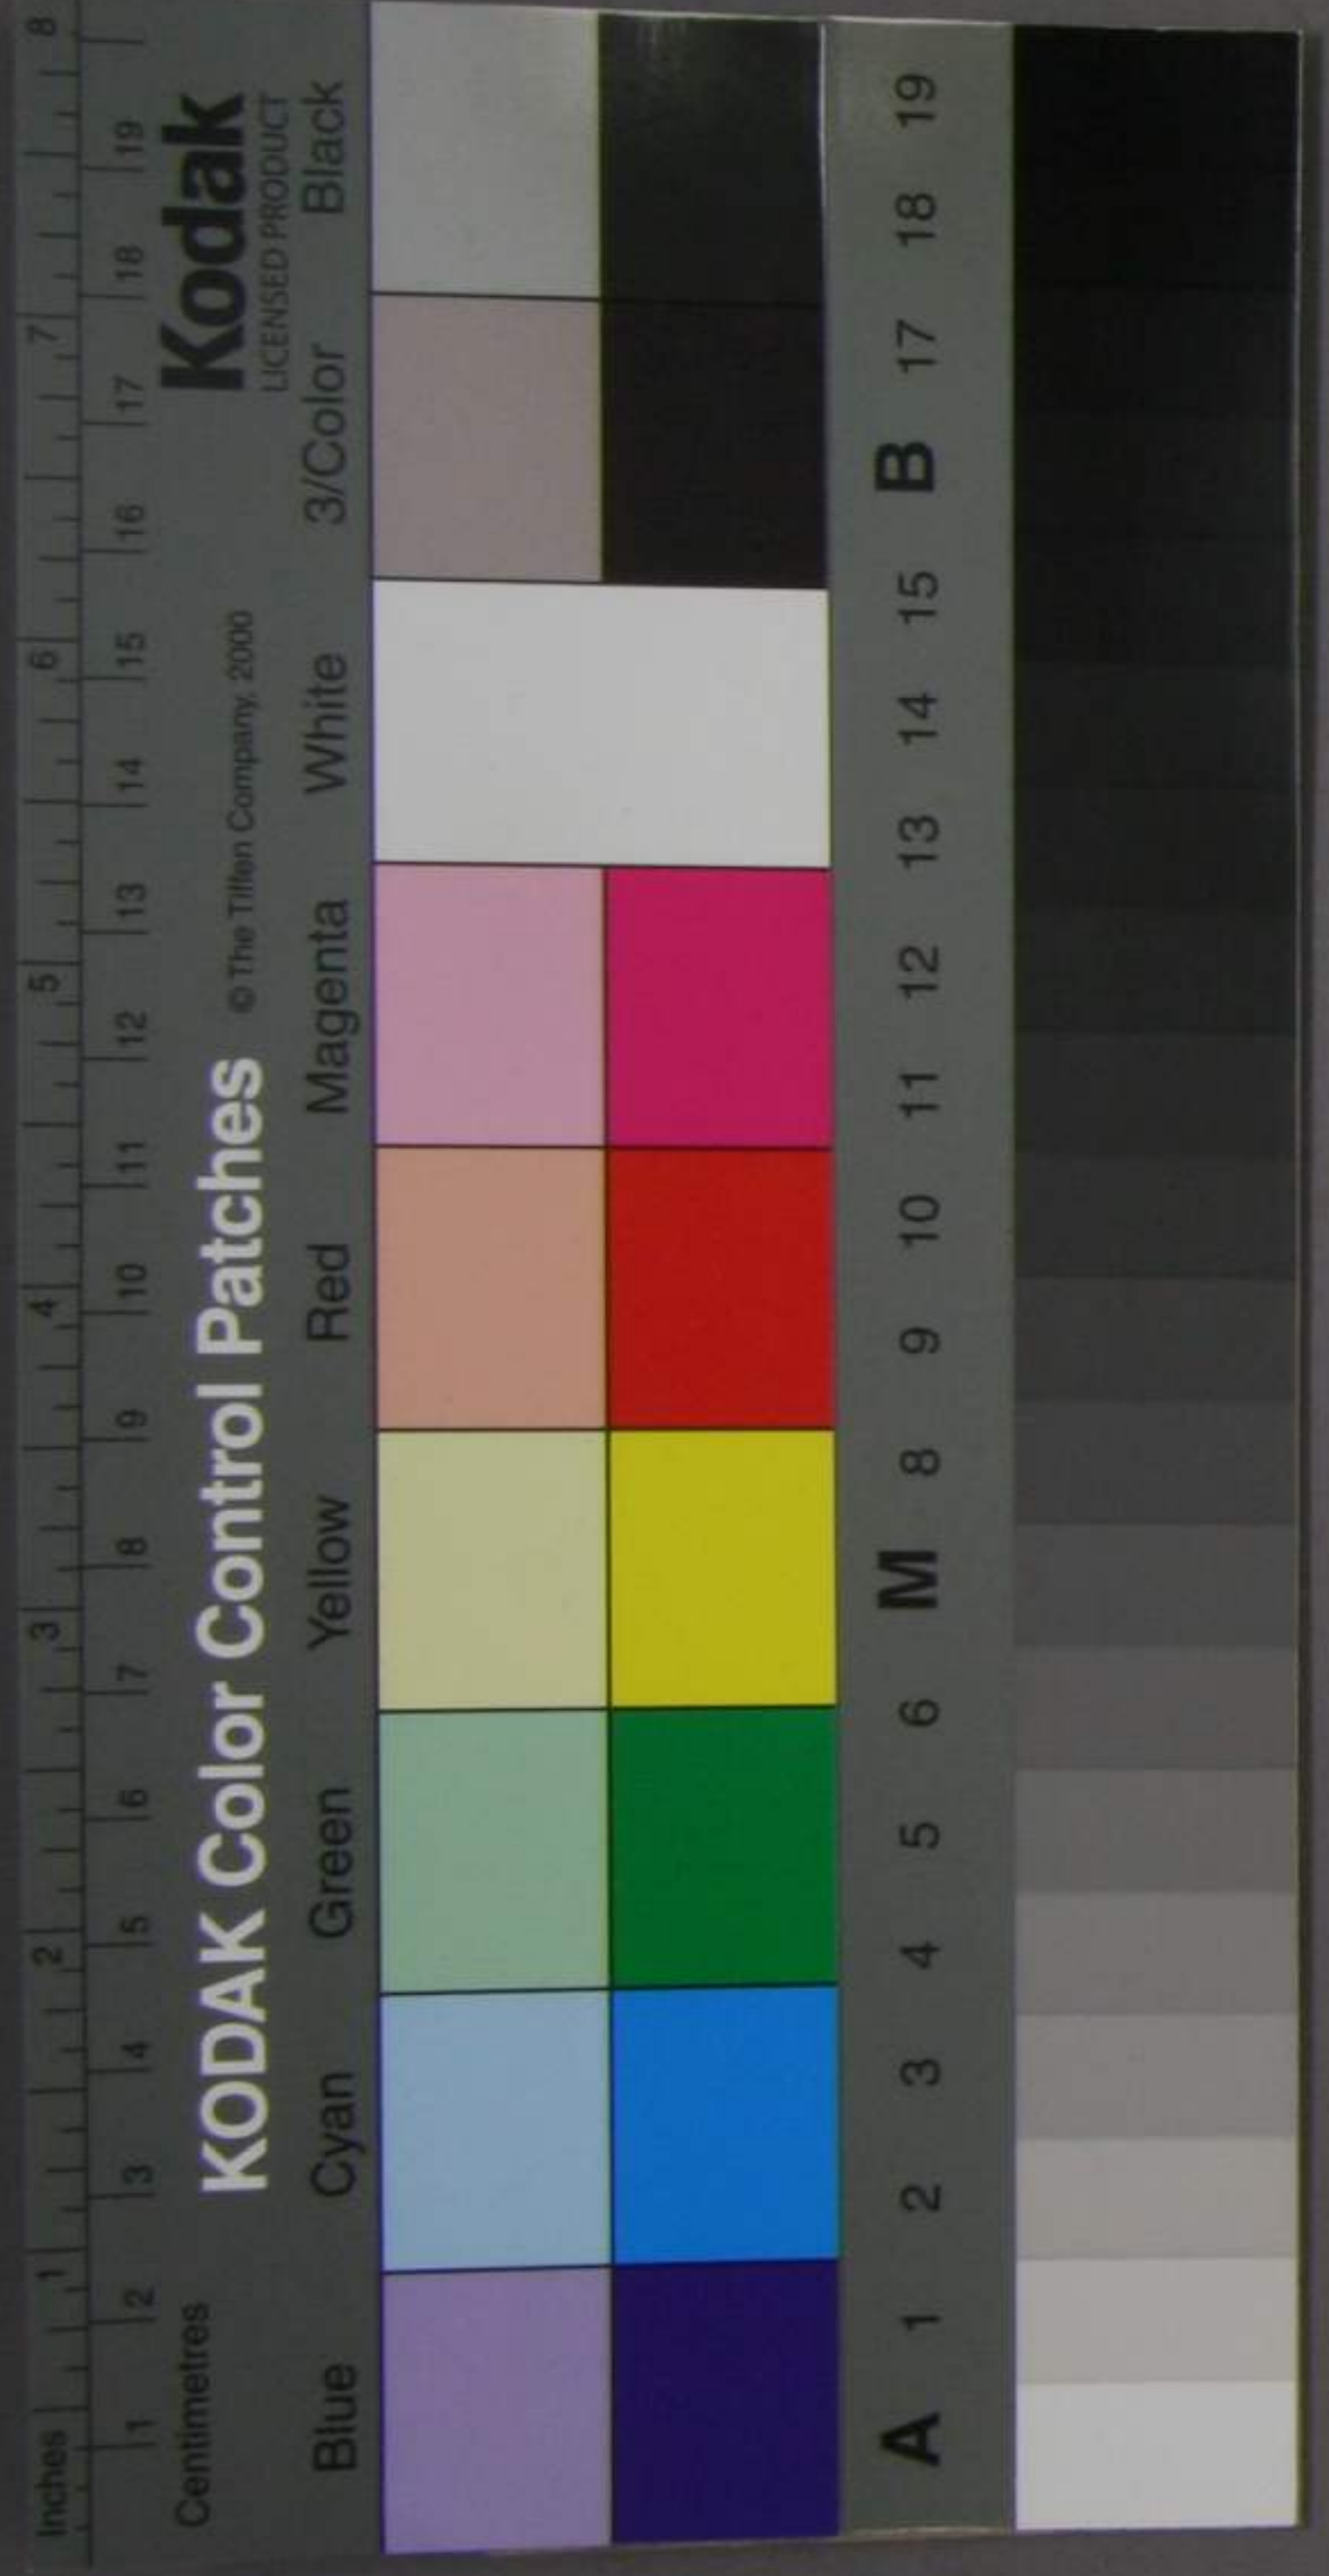 Inches 1 2 3 4 5 6 7 8
Centimetres 1 2 3 4 5 6 7 8 9 10 11 12 13 14 15 16 17 18 19
KODAK Color Control Patches © The Tiffen Company, 2000 Kodak
LICENSED PRODUCT
Blue Cyan Green Yellow Red Magenta White 3/Color Black
A 1 2 3 4 5 6 M 8 9 10 11 12 13 14 15 B 17 18 19